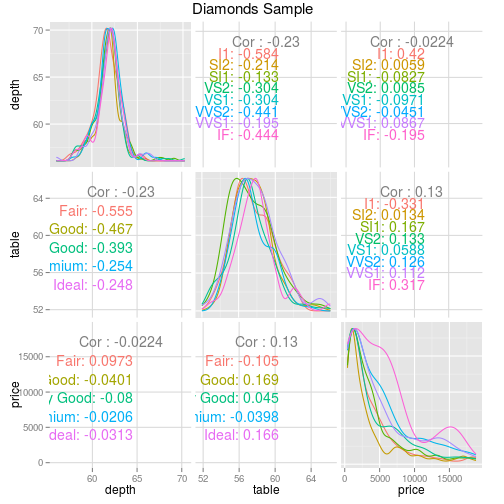 Diamonds Sample
depth
70
65
60
Cor : -0.23
I1: -0.584
SI2: -0.214
SI1: -0.133
VS2: -0.304
VS1: -0.304
VVS2: -0.441
VVS1: -0.195
IF: -0.444
Cor : -0.0224
I1: 0.42
SI2: 0.0059
SI1: -0.0827
VS2: 0.0085
VS1: -0.0971
VVS2: -0.0451
VVS1: 0.0867
IF: -0.195
table
64
60
56
52
Cor : -0.23
Fair: -0.555
Good: -0.467
Good: -0.393
mium: -0.254
Ideal: -0.248
Cor : 0.13
I1: -0.331
SI2: 0.0134
SI1: 0.167
VS2: 0.133
VS1: 0.0588
VVS2: 0.126
VVS1: 0.112
IF: 0.317
price
15000
10000
5000
0
Cor : -0.0224
Fair: 0.0973
Good: -0.0401
y Good: -0.08
mium: -0.0206
deal: -0.0313
Cor : 0.13
Fair: -0.105
Good: 0.169
Good: 0.045
nium: -0.0398
Ideal: 0.166
60 65 70
52 56 60 64
0 5000 10000 15000
depth
table
price